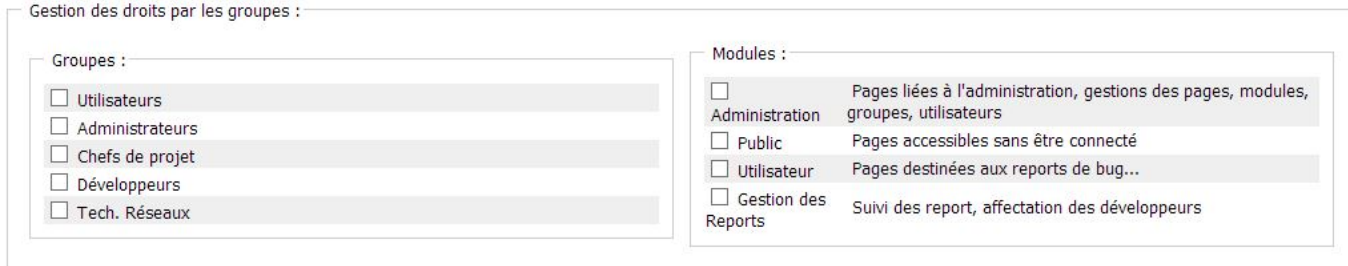 Gestion des droits par les groupes :
Groupes :
Utilisateurs
Administrateurs
Chefs de projet
Développeurs
Tech. Réseaux
Modules :
Administration
Pages liées à l'administration, gestions des pages, modules,
groupes, utilisateurs
Public Pages accessibles sans être connecté
Utilisateur Pages destinées aux reports de bug...
Gestion des
Reports
Suivi des report, affectation des développeurs